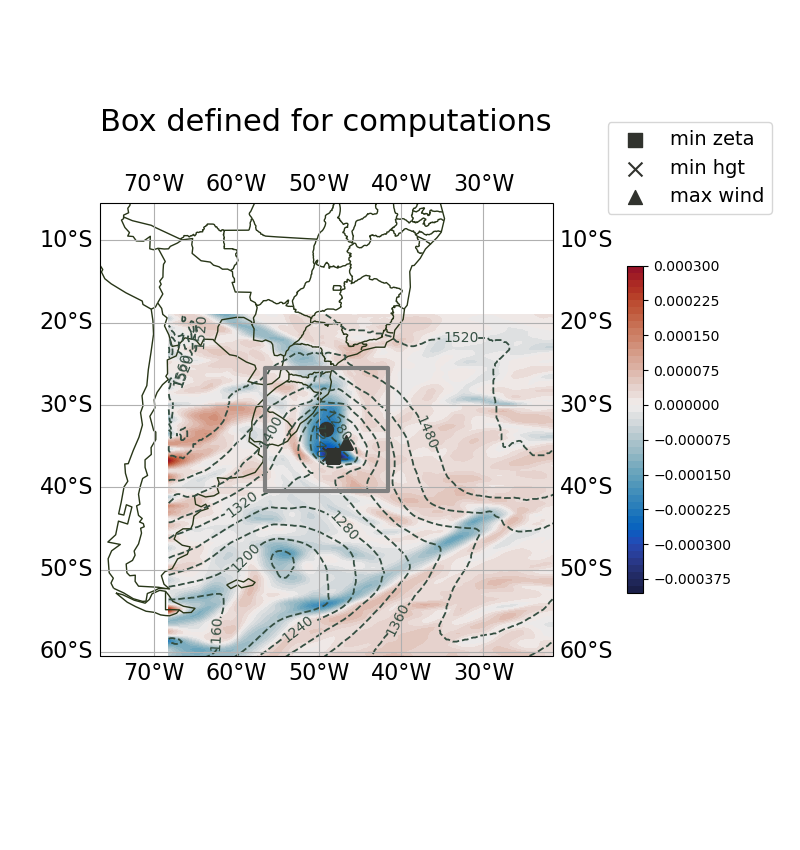 Box defined for computations
min zeta
min hgt
max wind
70°W 60°W 50°W 40°W 30°W
10°S 10°S
20°S 20°S
30°S 30°S
40°S 40°S
50°S 50°S
60°S 60°S
70°W 60°W 50°W 40°W 30°W
1520
1520
1560
1480
1400
1280
1320
1280
1200
1240
1360
1160
0.000300
0.000225
0.000150
0.000075
0.000000
−0.000075
−0.000150
−0.000225
−0.000300
−0.000375